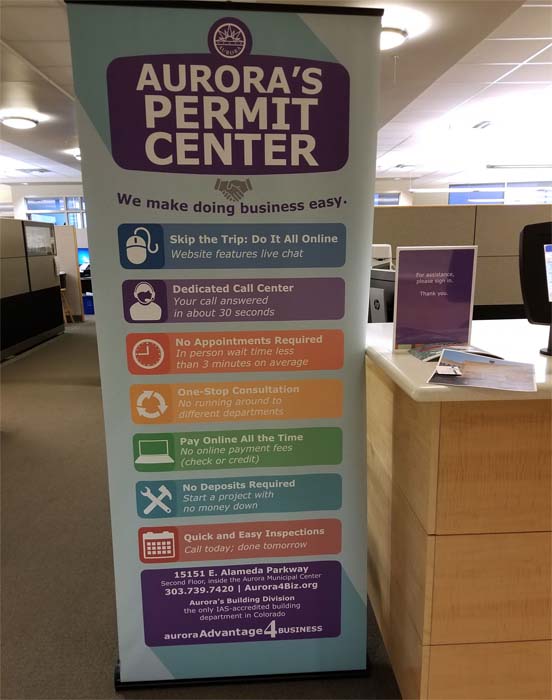 AURORA
AURORA'S
PERMIT
CENTER
We make doing business easy.
Skip the Trip: Do It All Online
Website features live chat
Dedicated Call Center
Your call answered
in about 30 seconds
No Appointments Required
In person wait time less
than 3 minutes on average
One-Stop Consultation
No running around to
different departments
Pay Online All the Time
No online payment fees
(check or credit)
No Deposits Required
Start a project with
no money down
Quick and Easy Inspections
Call today; done tomorrow
15151 E. Alameda Parkway
Second Floor, inside the Aurora Municipal Center
303.739.7420 | Aurora4Biz.org
Aurora's Building Division
the only IAS-accredited building
department in Colorado
auroraAdvantage4BUSINESS
For assistance,
please sign in.
Thank you.
hp